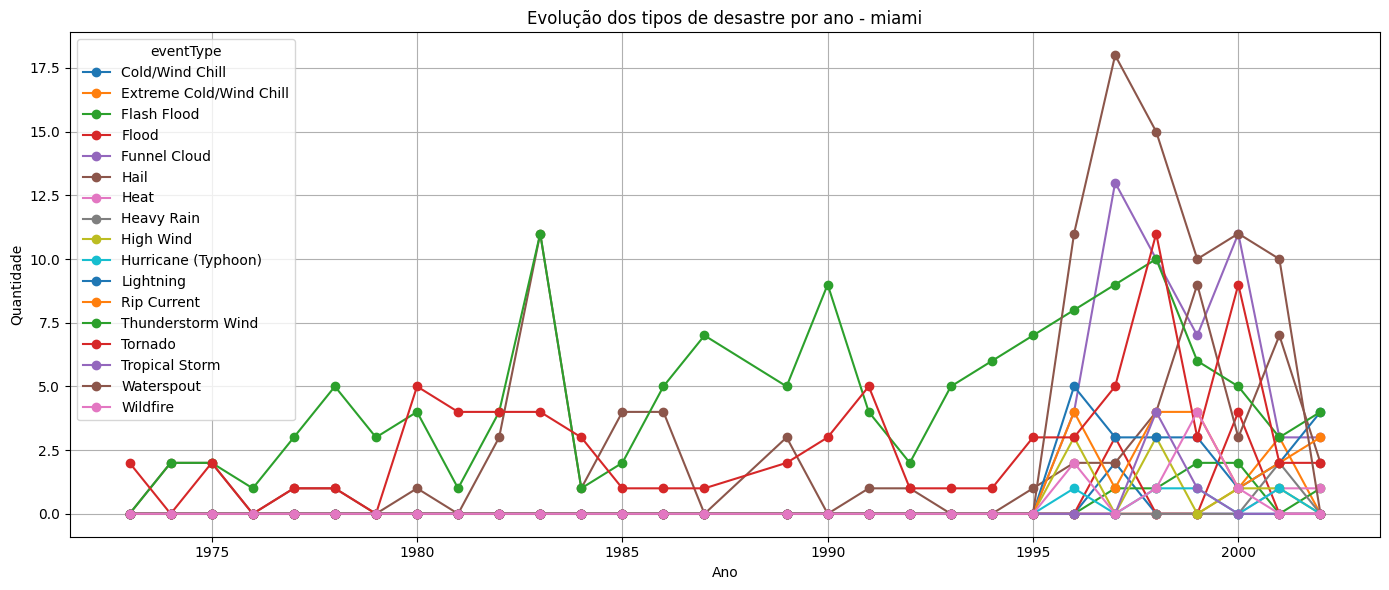 Evolução dos tipos de desastre por ano - miami
eventType
Cold/Wind Chill
Extreme Cold/Wind Chill
Flash Flood
Flood
Funnel Cloud
Hail
Heat
Heavy Rain
High Wind
Hurricane (Typhoon)
Lightning
Rip Current
Thunderstorm Wind
Tornado
Tropical Storm
Waterspout
Wildfire
Quantidade
17.5
15.0
12.5
10.0
7.5
5.0
2.5
0.0
1975 1980 1985 1990 1995 2000
Ano